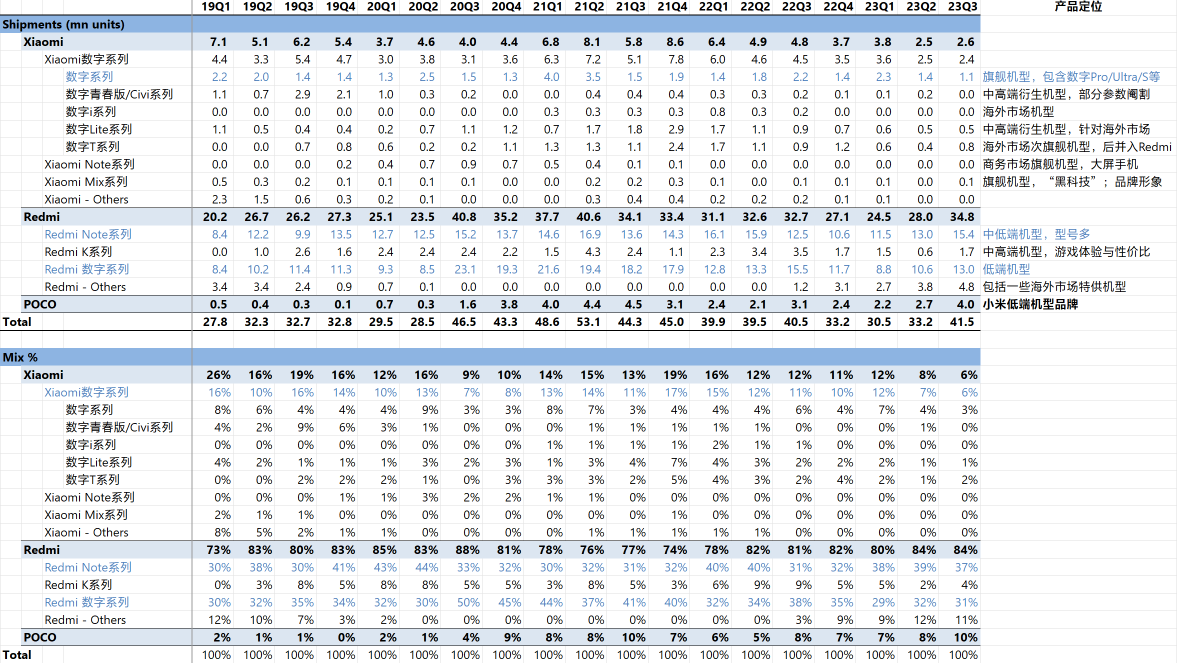 19Q1 19Q2 19Q3 19Q4 20Q1 20Q2 20Q3 20Q4 21Q1 21Q2 21Q3 21Q4 22Q1 22Q2 22Q3 22Q4 23Q1 23Q2 23Q3 产品定位
Shipments (mn units)
Xiaomi 7.1 5.1 6.2 5.4 3.7 4.6 4.0 4.4 6.8 8.1 5.8 8.6 6.4 4.9 4.8 3.7 3.8 2.5 2.6
Xiaomi数字系列 4.4 3.3 5.4 4.7 3.0 3.8 3.1 3.6 6.3 7.2 5.1 7.8 6.0 4.6 4.5 3.5 3.6 2.5 2.4
数字系列 2.2 2.0 1.4 1.4 1.3 2.5 1.5 1.3 4.0 3.5 1.5 1.9 1.4 1.8 2.2 1.4 2.3 1.4 1.1 旗舰机型，包含数字Pro/Ultra/S等
数字青春版/Civi系列 1.1 0.7 2.9 2.1 1.0 0.3 0.2 0.0 0.0 0.4 0.4 0.4 0.3 0.3 0.2 0.1 0.1 0.2 0.0 中高端衍生机型，部分参数阉割
数字i系列 0.0 0.0 0.0 0.0 0.0 0.0 0.0 0.0 0.3 0.3 0.3 0.3 0.8 0.3 0.2 0.0 0.0 0.0 0.0 海外市场机型
数字Lite系列 1.1 0.5 0.4 0.4 0.2 0.7 1.1 1.2 0.7 1.7 1.8 2.9 1.7 1.1 0.9 0.7 0.6 0.5 0.5 中高端衍生机型，针对海外市场
数字T系列 0.0 0.0 0.7 0.8 0.6 0.2 0.2 1.1 1.3 1.3 1.1 2.4 1.7 1.1 0.9 1.2 0.6 0.4 0.8 海外市场次旗舰机型，后并入Redmi
Xiaomi Note系列 0.0 0.0 0.0 0.2 0.4 0.7 0.9 0.7 0.5 0.4 0.1 0.1 0.0 0.0 0.0 0.0 0.0 0.0 0.0 商务市场旗舰机型，大屏手机
Xiaomi Mix系列 0.5 0.3 0.2 0.1 0.1 0.1 0.1 0.0 0.0 0.2 0.2 0.3 0.1 0.0 0.1 0.1 0.0 0.0 0.1 旗舰机型，“黑科技”；品牌形象
Xiaomi - Others 2.3 1.5 0.6 0.3 0.2 0.1 0.0 0.0 0.0 0.3 0.4 0.4 0.2 0.2 0.2 0.1 0.1 0.0 0.0
Redmi 20.2 26.7 26.2 27.3 25.1 23.5 40.8 35.2 37.7 40.6 34.1 33.4 31.1 32.6 32.7 27.1 24.5 28.0 34.8
Redmi Note系列 8.4 12.2 9.9 13.5 12.7 12.5 15.2 13.7 14.6 16.9 13.6 14.3 16.1 15.9 12.5 10.6 11.5 13.0 15.4 中低端机型，型号多
Redmi K系列 0.0 1.0 2.6 1.6 2.4 2.4 2.4 2.2 1.5 4.3 2.4 1.1 2.3 3.4 3.5 1.7 1.5 0.6 1.7 中高端机型，游戏体验与性价比
Redmi 数字系列 8.4 10.2 11.4 11.3 9.3 8.5 23.1 19.3 21.6 19.4 18.2 17.9 12.8 13.3 15.5 11.7 8.8 10.6 13.0 低端机型
Redmi - Others 3.4 3.4 2.4 0.9 0.7 0.1 0.0 0.0 0.0 0.0 0.0 0.0 0.0 0.0 1.2 3.1 2.7 3.8 4.8 包括一些海外市场特供机型
POCO 0.5 0.4 0.3 0.1 0.7 0.3 1.6 3.8 4.0 4.4 4.5 3.1 2.4 2.1 3.1 2.4 2.2 2.7 4.0 小米低端机型品牌
Total 27.8 32.3 32.7 32.8 29.5 28.5 46.5 43.3 48.6 53.1 44.3 45.0 39.9 39.5 40.5 33.2 30.5 33.2 41.5
Mix %
Xiaomi 26% 16% 19% 16% 12% 16% 9% 10% 14% 15% 13% 19% 16% 12% 12% 11% 12% 8% 6%
Xiaomi数字系列 16% 10% 16% 14% 10% 13% 7% 8% 13% 14% 11% 17% 15% 12% 11% 10% 12% 7% 6%
数字系列 8% 6% 4% 4% 4% 9% 3% 3% 8% 7% 3% 4% 4% 4% 6% 4% 7% 4% 3%
数字青春版/Civi系列 4% 2% 9% 6% 3% 1% 0% 0% 0% 1% 1% 1% 1% 1% 0% 0% 0% 1% 0%
数字i系列 0% 0% 0% 0% 0% 0% 0% 0% 1% 1% 1% 1% 2% 1% 1% 0% 0% 0% 0%
数字Lite系列 4% 2% 1% 1% 1% 3% 2% 3% 1% 3% 4% 7% 4% 3% 2% 2% 2% 1% 1%
数字T系列 0% 0% 2% 2% 2% 1% 0% 3% 3% 3% 2% 5% 4% 3% 2% 4% 2% 1% 2%
Xiaomi Note系列 0% 0% 0% 1% 1% 3% 2% 2% 1% 1% 0% 0% 0% 0% 0% 0% 0% 0% 0%
Xiaomi Mix系列 2% 1% 1% 0% 0% 0% 0% 0% 0% 0% 0% 1% 0% 0% 0% 0% 0% 0% 0%
Xiaomi - Others 8% 5% 2% 1% 1% 0% 0% 0% 0% 1% 1% 1% 1% 1% 0% 0% 0% 0% 0%
Redmi 73% 83% 80% 83% 85% 83% 88% 81% 78% 76% 77% 74% 78% 82% 81% 82% 80% 84% 84%
Redmi Note系列 30% 38% 30% 41% 43% 44% 33% 32% 30% 32% 31% 32% 40% 40% 31% 32% 38% 39% 37%
Redmi K系列 0% 3% 8% 5% 8% 8% 5% 5% 3% 8% 5% 3% 6% 9% 9% 5% 5% 2% 4%
Redmi 数字系列 30% 32% 35% 34% 32% 30% 50% 45% 44% 37% 41% 40% 32% 34% 38% 35% 29% 32% 31%
Redmi - Others 12% 10% 7% 3% 2% 0% 0% 0% 0% 0% 0% 0% 0% 0% 3% 9% 9% 12% 11%
POCO 2% 1% 1% 0% 2% 1% 4% 9% 8% 8% 10% 7% 6% 5% 8% 7% 7% 8% 10%
Total 100% 100% 100% 100% 100% 100% 100% 100% 100% 100% 100% 100% 100% 100% 100% 100% 100% 100% 100%